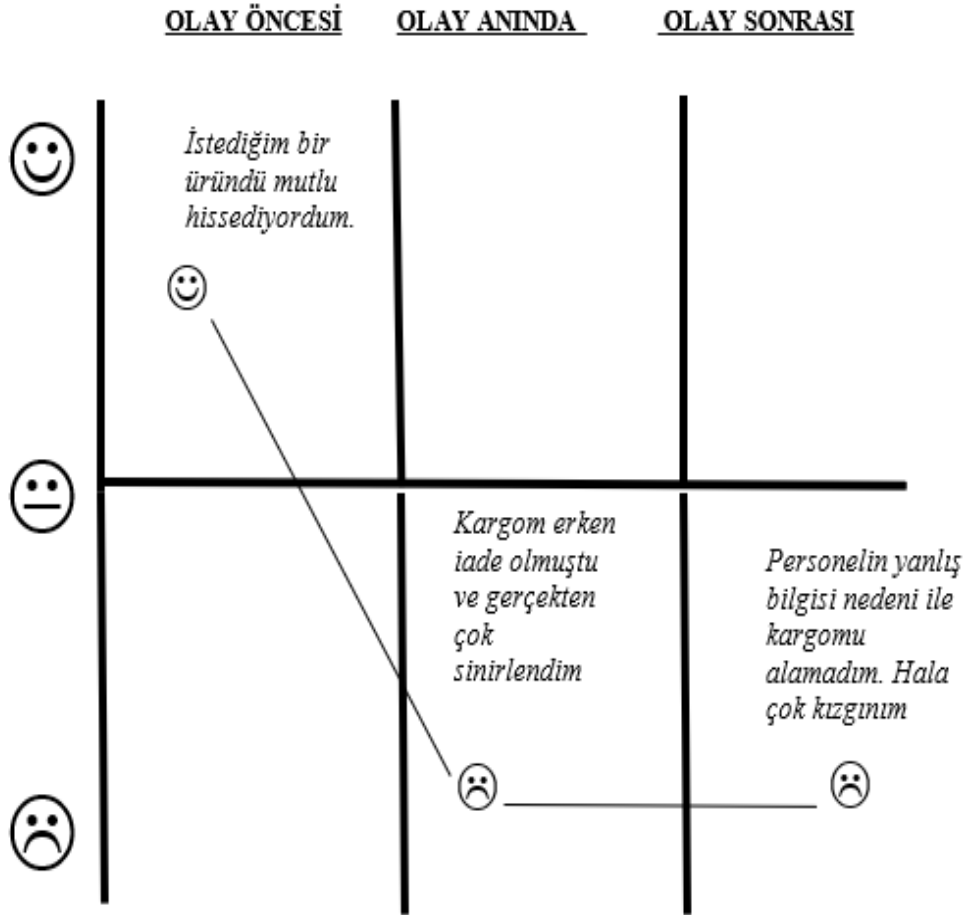 OLAY ÖNCESİ
OLAY ANINDA
OLAY SONRASI
İstediğim bir
üründü mutlu
hissediyordum.
Kargom erken
iade olmuştu
ve gerçekten
çok
sinirlendim
Personelin yanlış
bilgisi nedeni ile
kargomu
alamadım. Hala
çok kızgınım